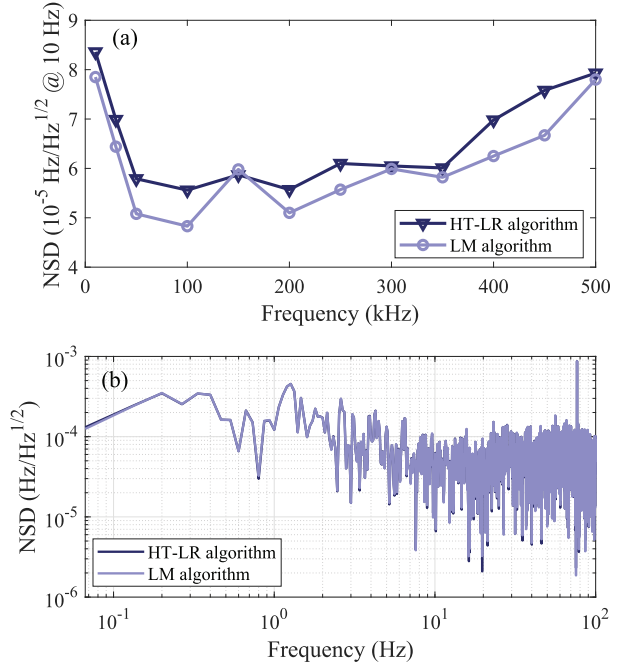 (a)
NSD (10^-5 Hz/Hz^1/2 @ 10 Hz)
9
8
7
6
5
4
0 100 200 300 400 500
Frequency (kHz)
HT-LR algorithm
LM algorithm
(b)
NSD (Hz/Hz^1/2)
10^-3
10^-4
10^-5
10^-6
10^-1 10^0 10^1 10^2
Frequency (Hz)
HT-LR algorithm
LM algorithm